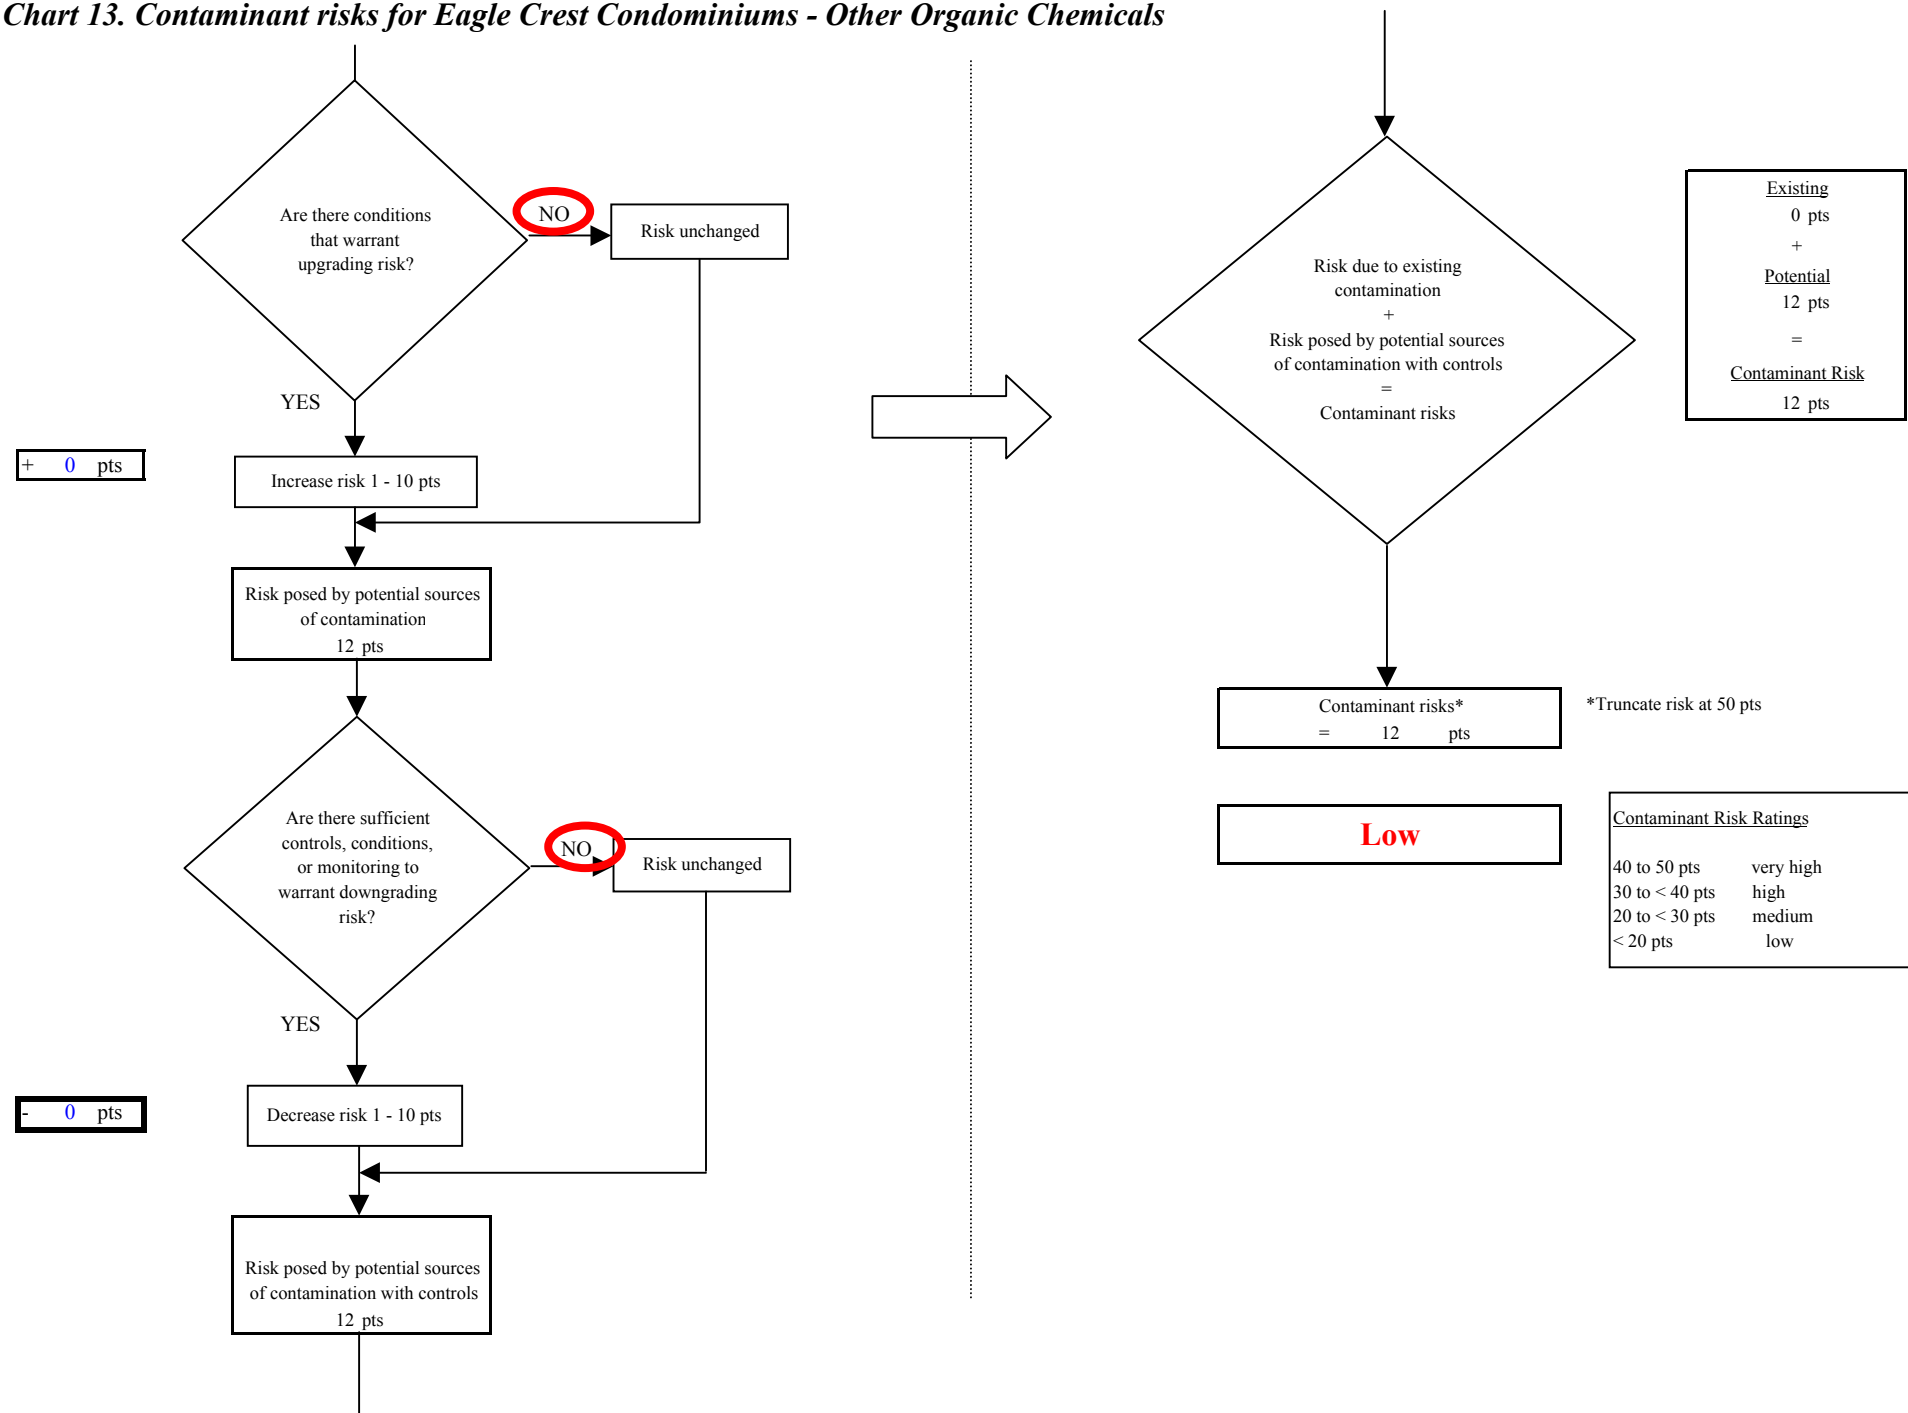 Chart 13. Contaminant risks for Eagle Crest Condominiums - Other Organic Chemicals
Are there conditions
that warrant
upgrading risk?
NO
Risk unchanged
YES
+ 0 pts
Increase risk 1 - 10 pts
Risk posed by potential sources
of contamination
12 pts
Are there sufficient
controls, conditions,
or monitoring to
warrant downgrading
risk?
NO
Risk unchanged
YES
- 0 pts
Decrease risk 1 - 10 pts
Risk posed by potential sources
of contamination with controls
12 pts
Risk due to existing
contamination
+
Risk posed by potential sources
of contamination with controls
=
Contaminant risks
Existing
0 pts
+
Potential
12 pts
=
Contaminant Risk
12 pts
Contaminant risks*
= 12 pts
*Truncate risk at 50 pts
Low
Contaminant Risk Ratings
40 to 50 pts very high
30 to < 40 pts high
20 to < 30 pts medium
< 20 pts low